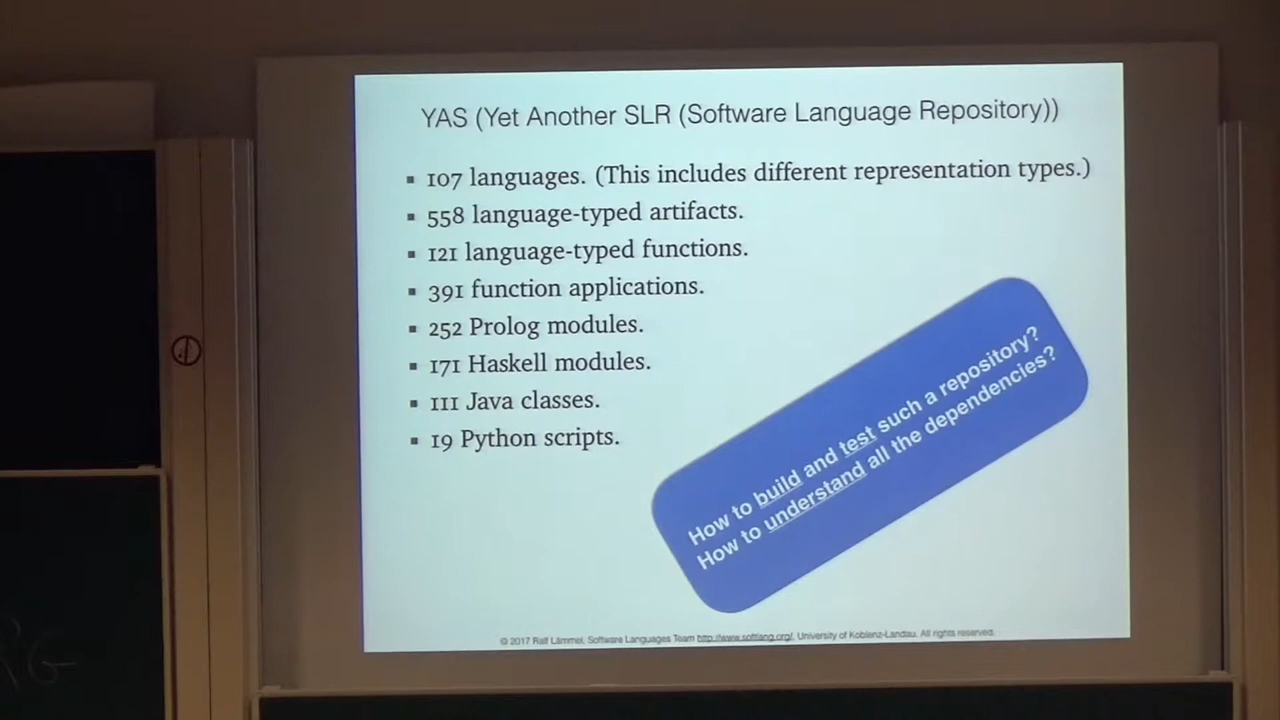 YAS (Yet Another SLR (Software Language Repository))
▪ 107 languages. (This includes different representation types.)
▪ 558 language-typed artifacts.
▪ 121 language-typed functions.
▪ 391 function applications.
▪ 252 Prolog modules.
▪ 171 Haskell modules.
▪ 111 Java classes.
▪ 19 Python scripts.
How to build and test such a repository?
How to understand all the dependencies?
© 2017 Ralf Lämmel, Software Languages Team http://www.softlang.org/, University of Koblenz-Landau. All rights reserved.